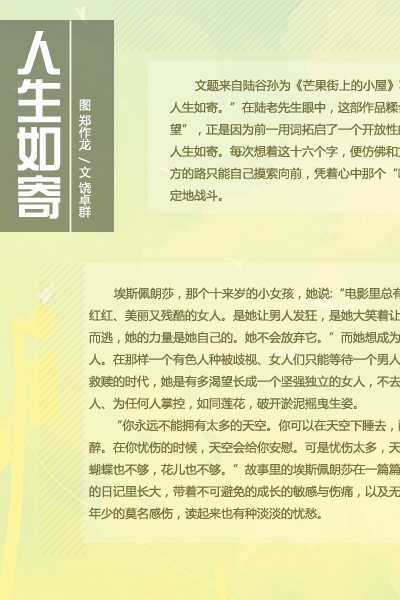 人生如寄
图 郑作龙 / 文 饶卓群
文题来自陆谷孙为《芒果街上的小屋》
人生如寄。”在陆老先生眼中，这部作品糅
望”，正是因为前一用词拓启了一个开放性的
人生如寄。每次想着这十六个字，便仿佛和
方的路只能自己摸索向前，凭着心中那个“
定地战斗。
埃斯佩朗莎，那个十来岁的小女孩，她说：“电影里总有
红红、美丽又残酷的女人。是她让男人发狂，是她大笑着让
而逃，她的力量是她自己的。她不会放弃它。”而她想成为
人。在那样一个有色人种被歧视、女人们只能等待一个男人
救赎的时代，她是有多渴望长成一个坚强独立的女人，不去
人、为任何人掌控，如同莲花，破开淤泥摇曳生姿。
“你永远不能拥有太多的天空。你可以在天空下睡去，
醉。在你忧伤的时候，天空会给你安慰。可是忧伤太多，天
蝴蝶也不够，花儿也不够。”故事里的埃斯佩朗莎在一篇篇
的日记里长大，带着不可避免的成长的敏感与伤痛，以及无
年少的莫名感伤，读起来也有种淡淡的忧愁。